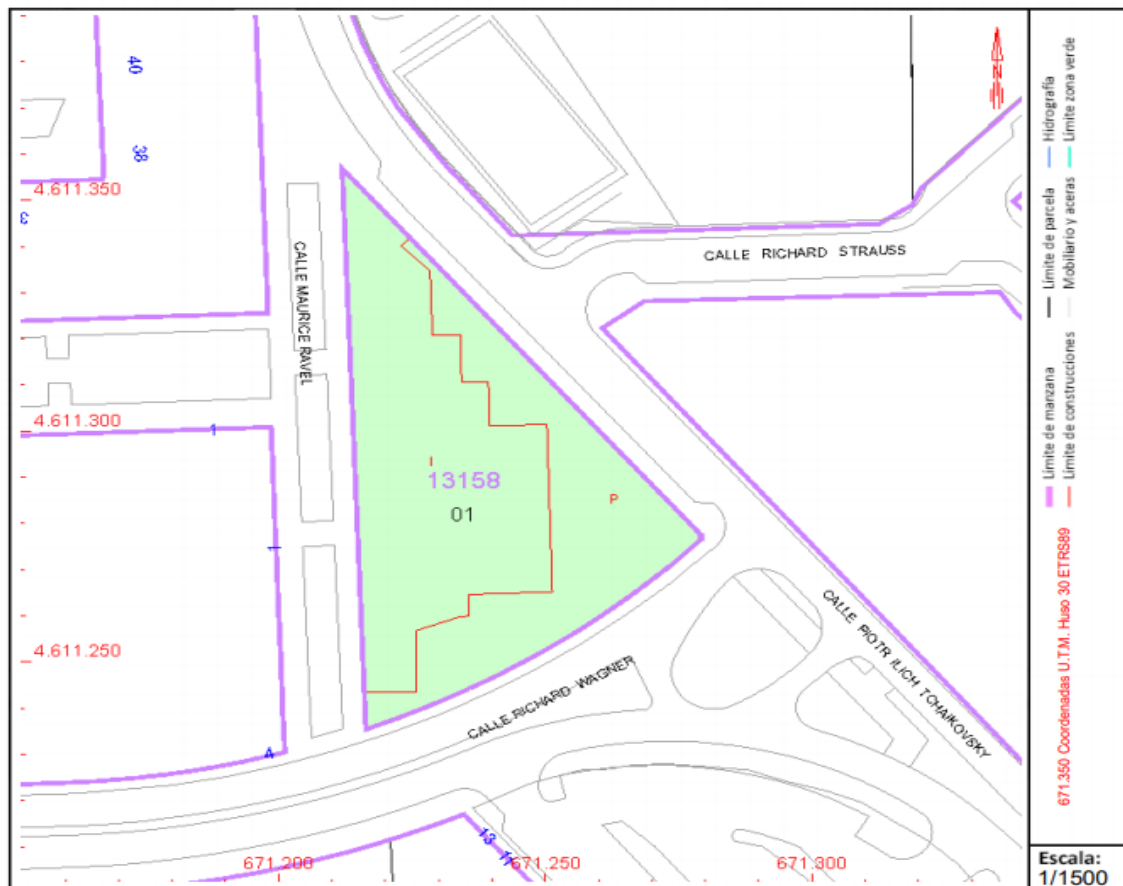 40
38
4.611.350
3
CALLE MAURICE RAVEL
CALLE RICHARD STRAUSS
4.611.300
1
I
13158
01
P
1
4.611.250
CALLE RICHARD WAGNER
CALLE PIOTR ILICH TCHAIKOVSKY
4
13
11
671.200
671.250
671.300
N
Hidrografía
Límite zona verde
Límite de parcela
Mobiliario y aceras
Límite de manzana
Límite de construcciones
671.350 Coordenadas U.T.M. Huso 30 ETRS89
Escala:
1/1500